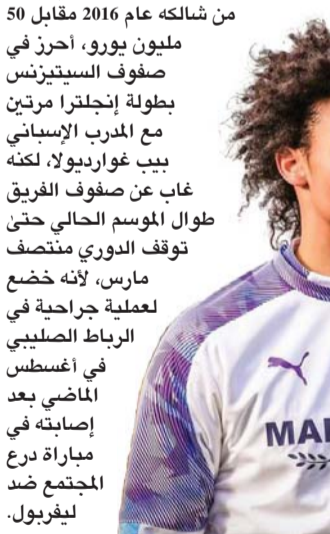 من شالكه عام 2016 مقابل 50
مليون يورو، أحرز في
صفوف السيتيزنس
بطولة إنجلترا مرتين
مع المدرب الإسباني
بيب غوارديولا، لكنه
غاب عن صفوف الفريق
طوال الموسم الحالي حتىٰ
توقف الدوري منتصف
مارس، لأنه خضع
لعملية جراحية في
الرباط الصليبي
في أغسطس
الماضي بعد
إصابته في
مباراة درع
المجتمع ضد
ليفربول.
MA